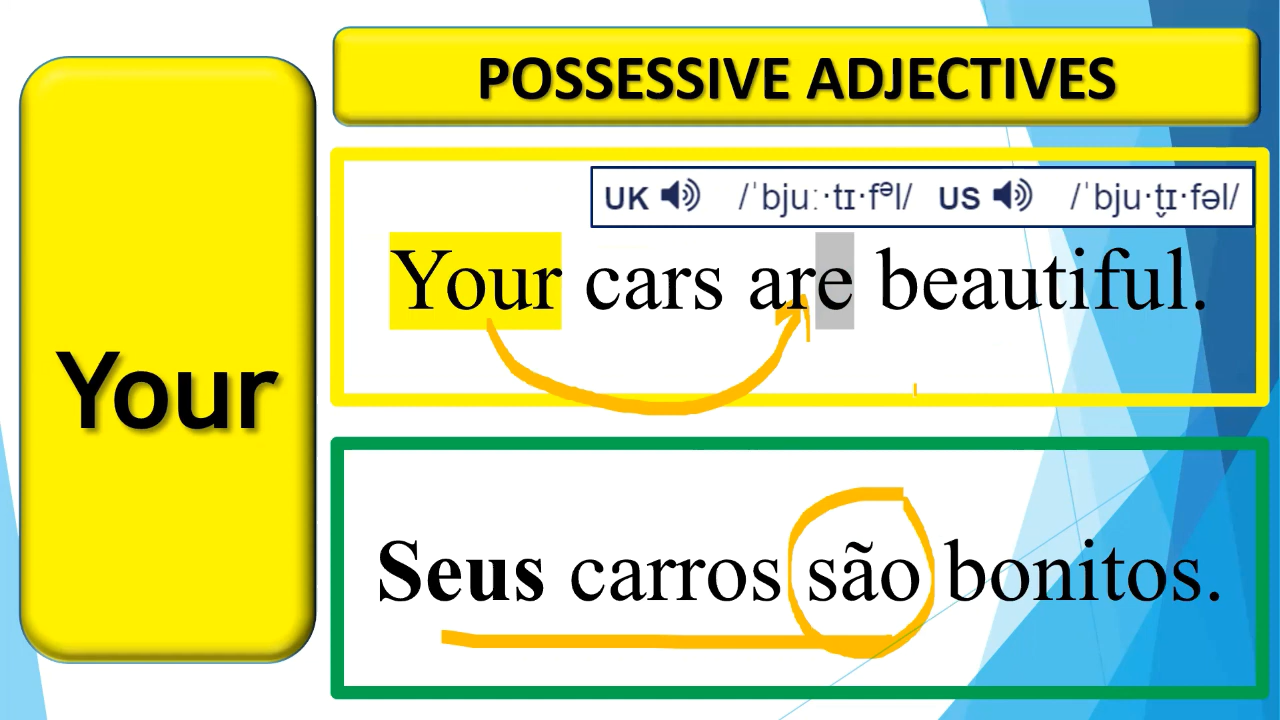 POSSESSIVE ADJECTIVES
Your
UK /ˈbjuː·tɪ·fᵊl/ US /ˈbju·t̬ɪ·fəl/
Your cars are beautiful.
Seus carros são bonitos.